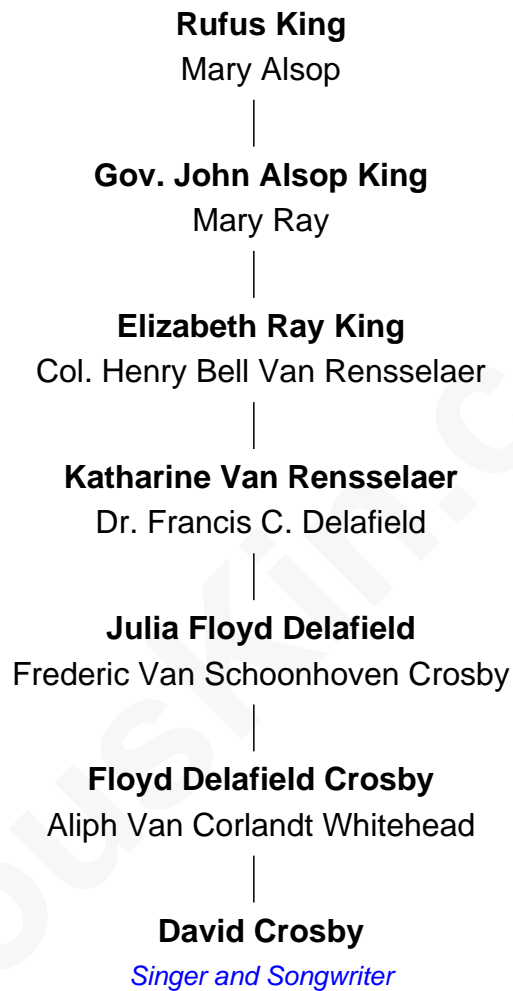 Rufus King
Mary Alsop
Gov. John Alsop King
Mary Ray
Elizabeth Ray King
Col. Henry Bell Van Rensselaer
Katharine Van Rensselaer
Dr. Francis C. Delafield
Julia Floyd Delafield
Frederic Van Schoonhoven Crosby
Floyd Delafield Crosby
Aliph Van Corlandt Whitehead
David Crosby
Singer and Songwriter